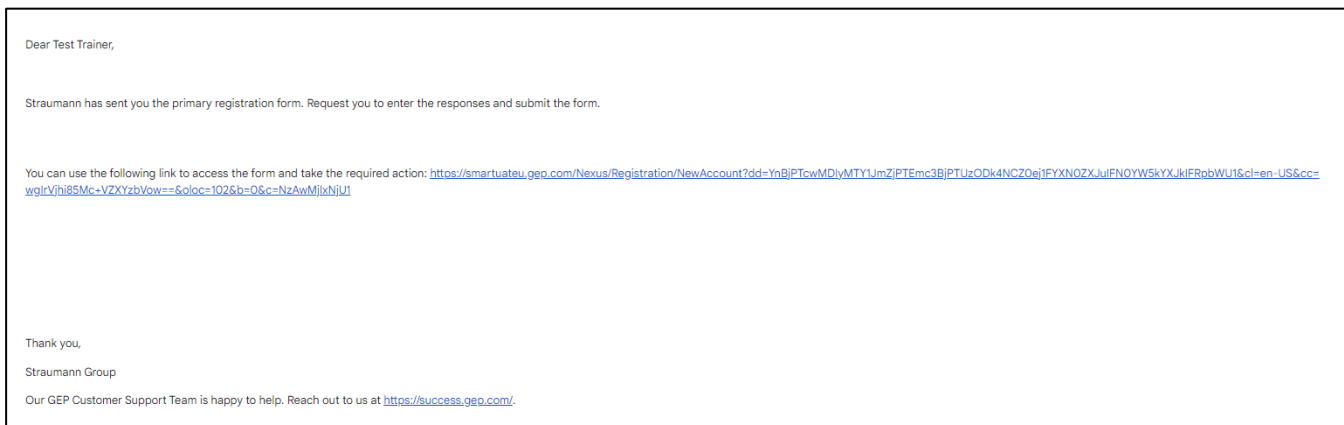 Dear Test Trainer,
Straumann has sent you the primary registration form. Request you to enter the responses and submit the form.
You can use the following link to access the form and take the required action: https://smartuateu.gep.com/Nexus/Registration/NewAccount?dd=YnBjPTcwMDIyMTY1JmZjPTEmc3BjPTUzODk4NCZ0ej1FYXN0ZXJuIFN0YW5kYXJkIFRpbWU1&cl=en-US&cc=
wgIrVjhi85Mc+VZXYzbVow==&oloc=102&b=0&c=NzAwMjIxNjU1
Thank you,
Straumann Group
Our GEP Customer Support Team is happy to help. Reach out to us at https://success.gep.com/.